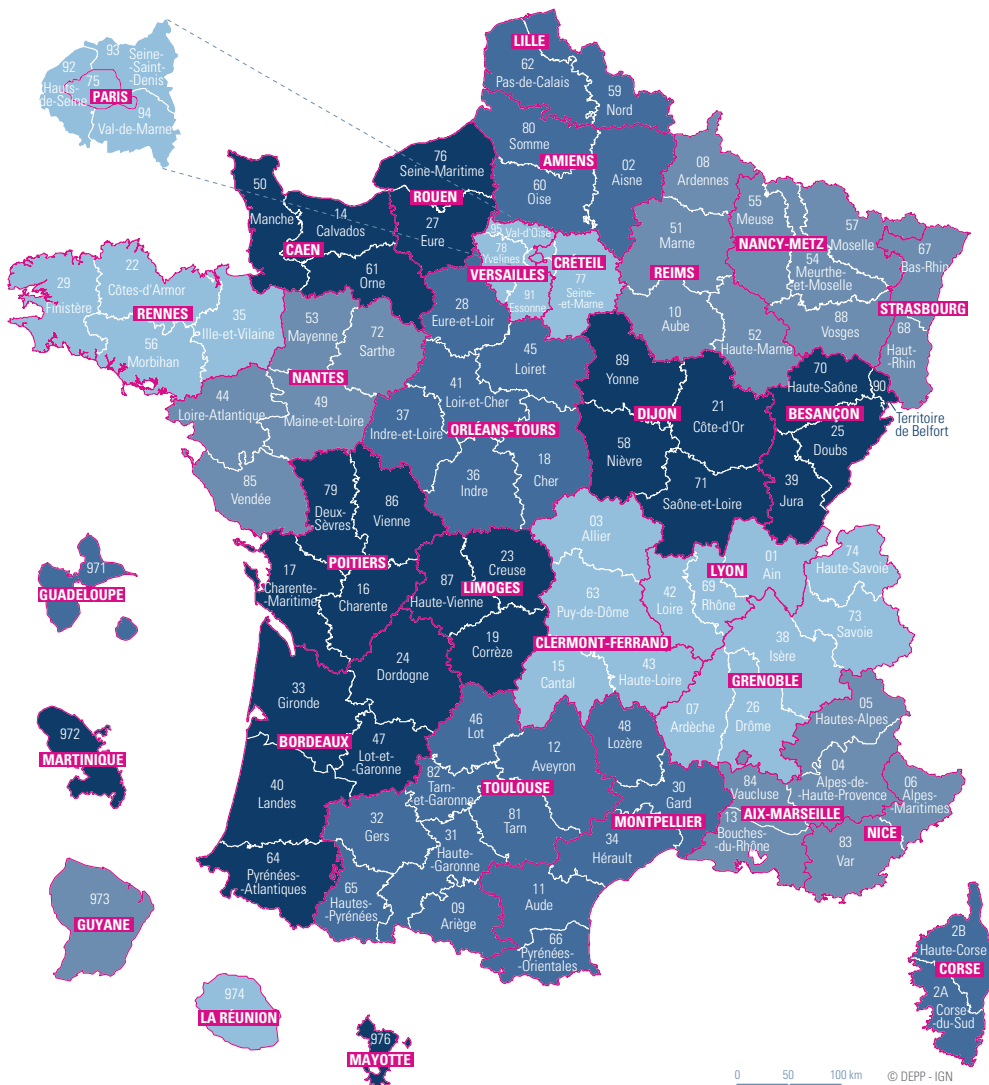 93
Seine-
-Saint-
-Denis
92
Hauts-
de-Seine
75
PARIS
94
Val-de-Marne
LILLE
62
Pas-de-Calais
59
Nord
80
Somme
AMIENS
02
Aisne
60
Oise
76
Seine-Maritime
ROUEN
27
Eure
50
Manche
14
Calvados
CAEN
61
Orne
08
Ardennes
51
Marne
REIMS
10
Aube
52
Haute-Marne
55
Meuse
57
Moselle
NANCY-METZ
54
Meurthe-
et-Moselle
88
Vosges
67
Bas-Rhin
STRASBOURG
68
Haut-
-Rhin
95
Val-d'Oise
78
Yvelines
VERSAILLES
91
Essonne
CRÉTEIL
77
Seine-
et-Marne
29
Finistère
22
Côtes-d'Armor
RENNES
35
Ille-et-Vilaine
56
Morbihan
53
Mayenne
72
Sarthe
NANTES
44
Loire-Atlantique
49
Maine-et-Loire
85
Vendée
28
Eure-et-Loir
45
Loiret
41
Loir-et-Cher
37
Indre-et-Loire
ORLÉANS-TOURS
36
Indre
18
Cher
89
Yonne
DIJON
21
Côte-d'Or
58
Nièvre
71
Saône-et-Loire
70
Haute-Saône
90
Territoire
de Belfort
BESANÇON
25
Doubs
39
Jura
79
Deux-
-Sèvres
86
Vienne
POITIERS
17
Charente-
-Maritime
16
Charente
23
Creuse
87
Haute-Vienne
LIMOGES
19
Corrèze
03
Allier
63
Puy-de-Dôme
CLERMONT-FERRAND
15
Cantal
43
Haute-Loire
LYON
01
Ain
69
Rhône
42
Loire
74
Haute-Savoie
73
Savoie
38
Isère
GRENOBLE
07
Ardèche
26
Drôme
24
Dordogne
33
Gironde
BORDEAUX
47
Lot-et-
-Garonne
40
Landes
64
Pyrénées-
-Atlantiques
46
Lot
12
Aveyron
82
Tarn-
et-Garonne
TOULOUSE
81
Tarn
32
Gers
31
Haute-
-Garonne
65
Hautes-
-Pyrénées
09
Ariège
48
Lozère
30
Gard
MONTPELLIER
34
Hérault
11
Aude
66
Pyrénées-
-Orientales
05
Hautes-Alpes
04
Alpes-de-
-Haute-Provence
84
Vaucluse
AIX-MARSEILLE
13
Bouches-
-du-Rhône
06
Alpes-
-Maritimes
NICE
83
Var
2B
Haute-Corse
CORSE
2A
Corse-
-du-Sud
971
GUADELOUPE
972
MARTINIQUE
973
GUYANE
974
LA RÉUNION
976
MAYOTTE
0 50 100 km
© DEPP - IGN